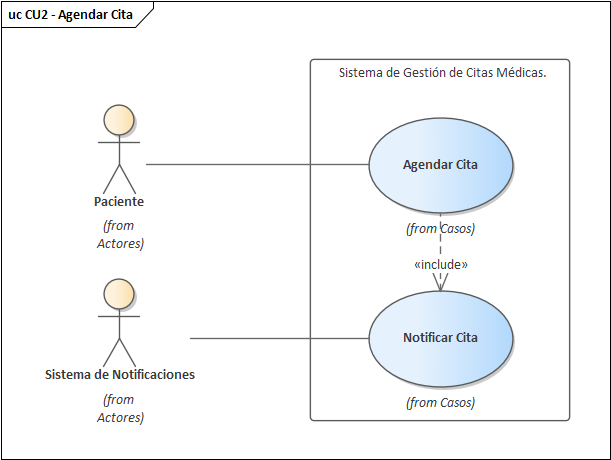 uc CU2 - Agendar Cita
Sistema de Gestión de Citas Médicas.
Agendar Cita
Paciente
(from
Actores)
(from Casos)
«include»
Notificar Cita
Sistema de Notificaciones
(from
Actores)
(from Casos)